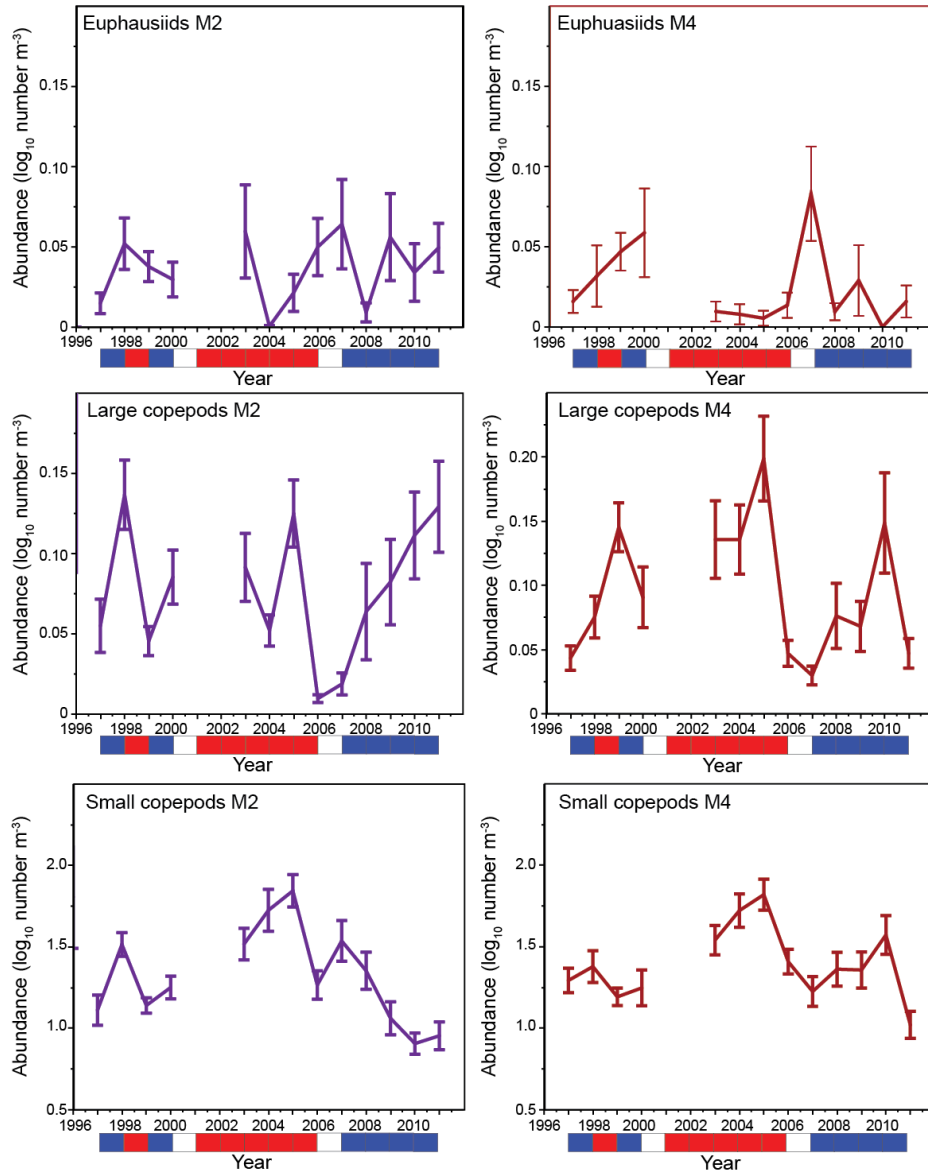 Euphausiids M2
Abundance (log₁₀ number m⁻³)
0.15
0.10
0.05
0
1996 1998 2000 2002 2004 2006 2008 2010
Year
Euphuasiids M4
Abundance (log₁₀ number m⁻³)
0.15
0.10
0.05
0
1996 1998 2000 2002 2004 2006 2008 2010
Year
Large copepods M2
Abundance (log₁₀ number m⁻³)
0.15
0.10
0.05
0
1996 1998 2000 2002 2004 2006 2008 2010
Year
Large copepods M4
Abundance (log₁₀ number m⁻³)
0.20
0.15
0.10
0.05
0
1996 1998 2000 2002 2004 2006 2008 2010
Year
Small copepods M2
Abundance (log₁₀ number m⁻³)
2.0
1.5
1.0
0.5
1996 1998 2000 2002 2004 2006 2008 2010
Year
Small copepods M4
Abundance (log₁₀ number m⁻³)
2.0
1.5
1.0
0.5
1996 1998 2000 2002 2004 2006 2008 2010
Year